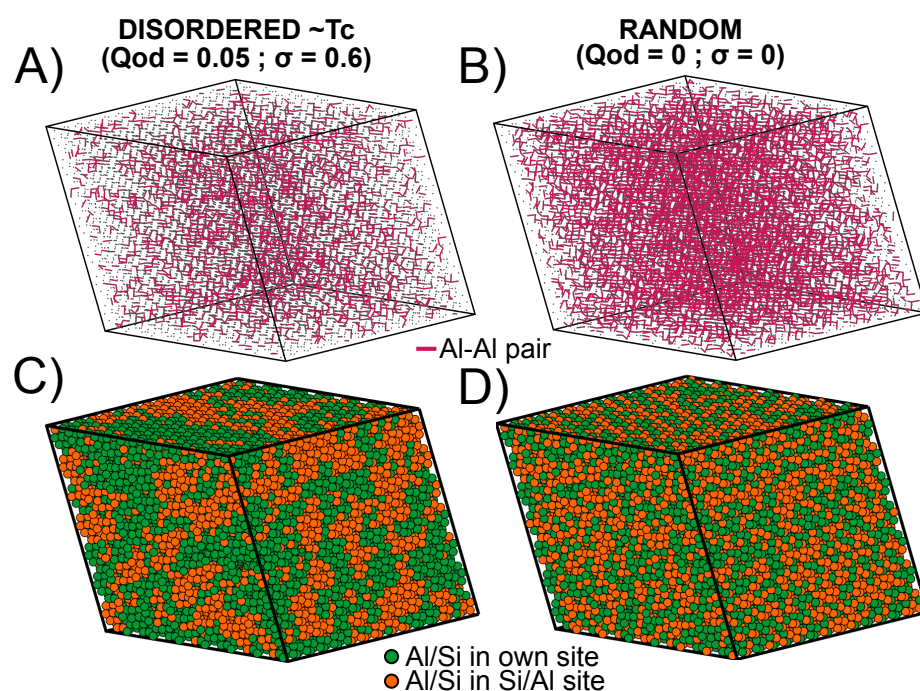 DISORDERED ~Tc
(Qod = 0.05 ; σ = 0.6)
RANDOM
(Qod = 0 ; σ = 0)
A)
B)
Al-Al pair
C)
D)
Al/Si in own site
Al/Si in Si/Al site